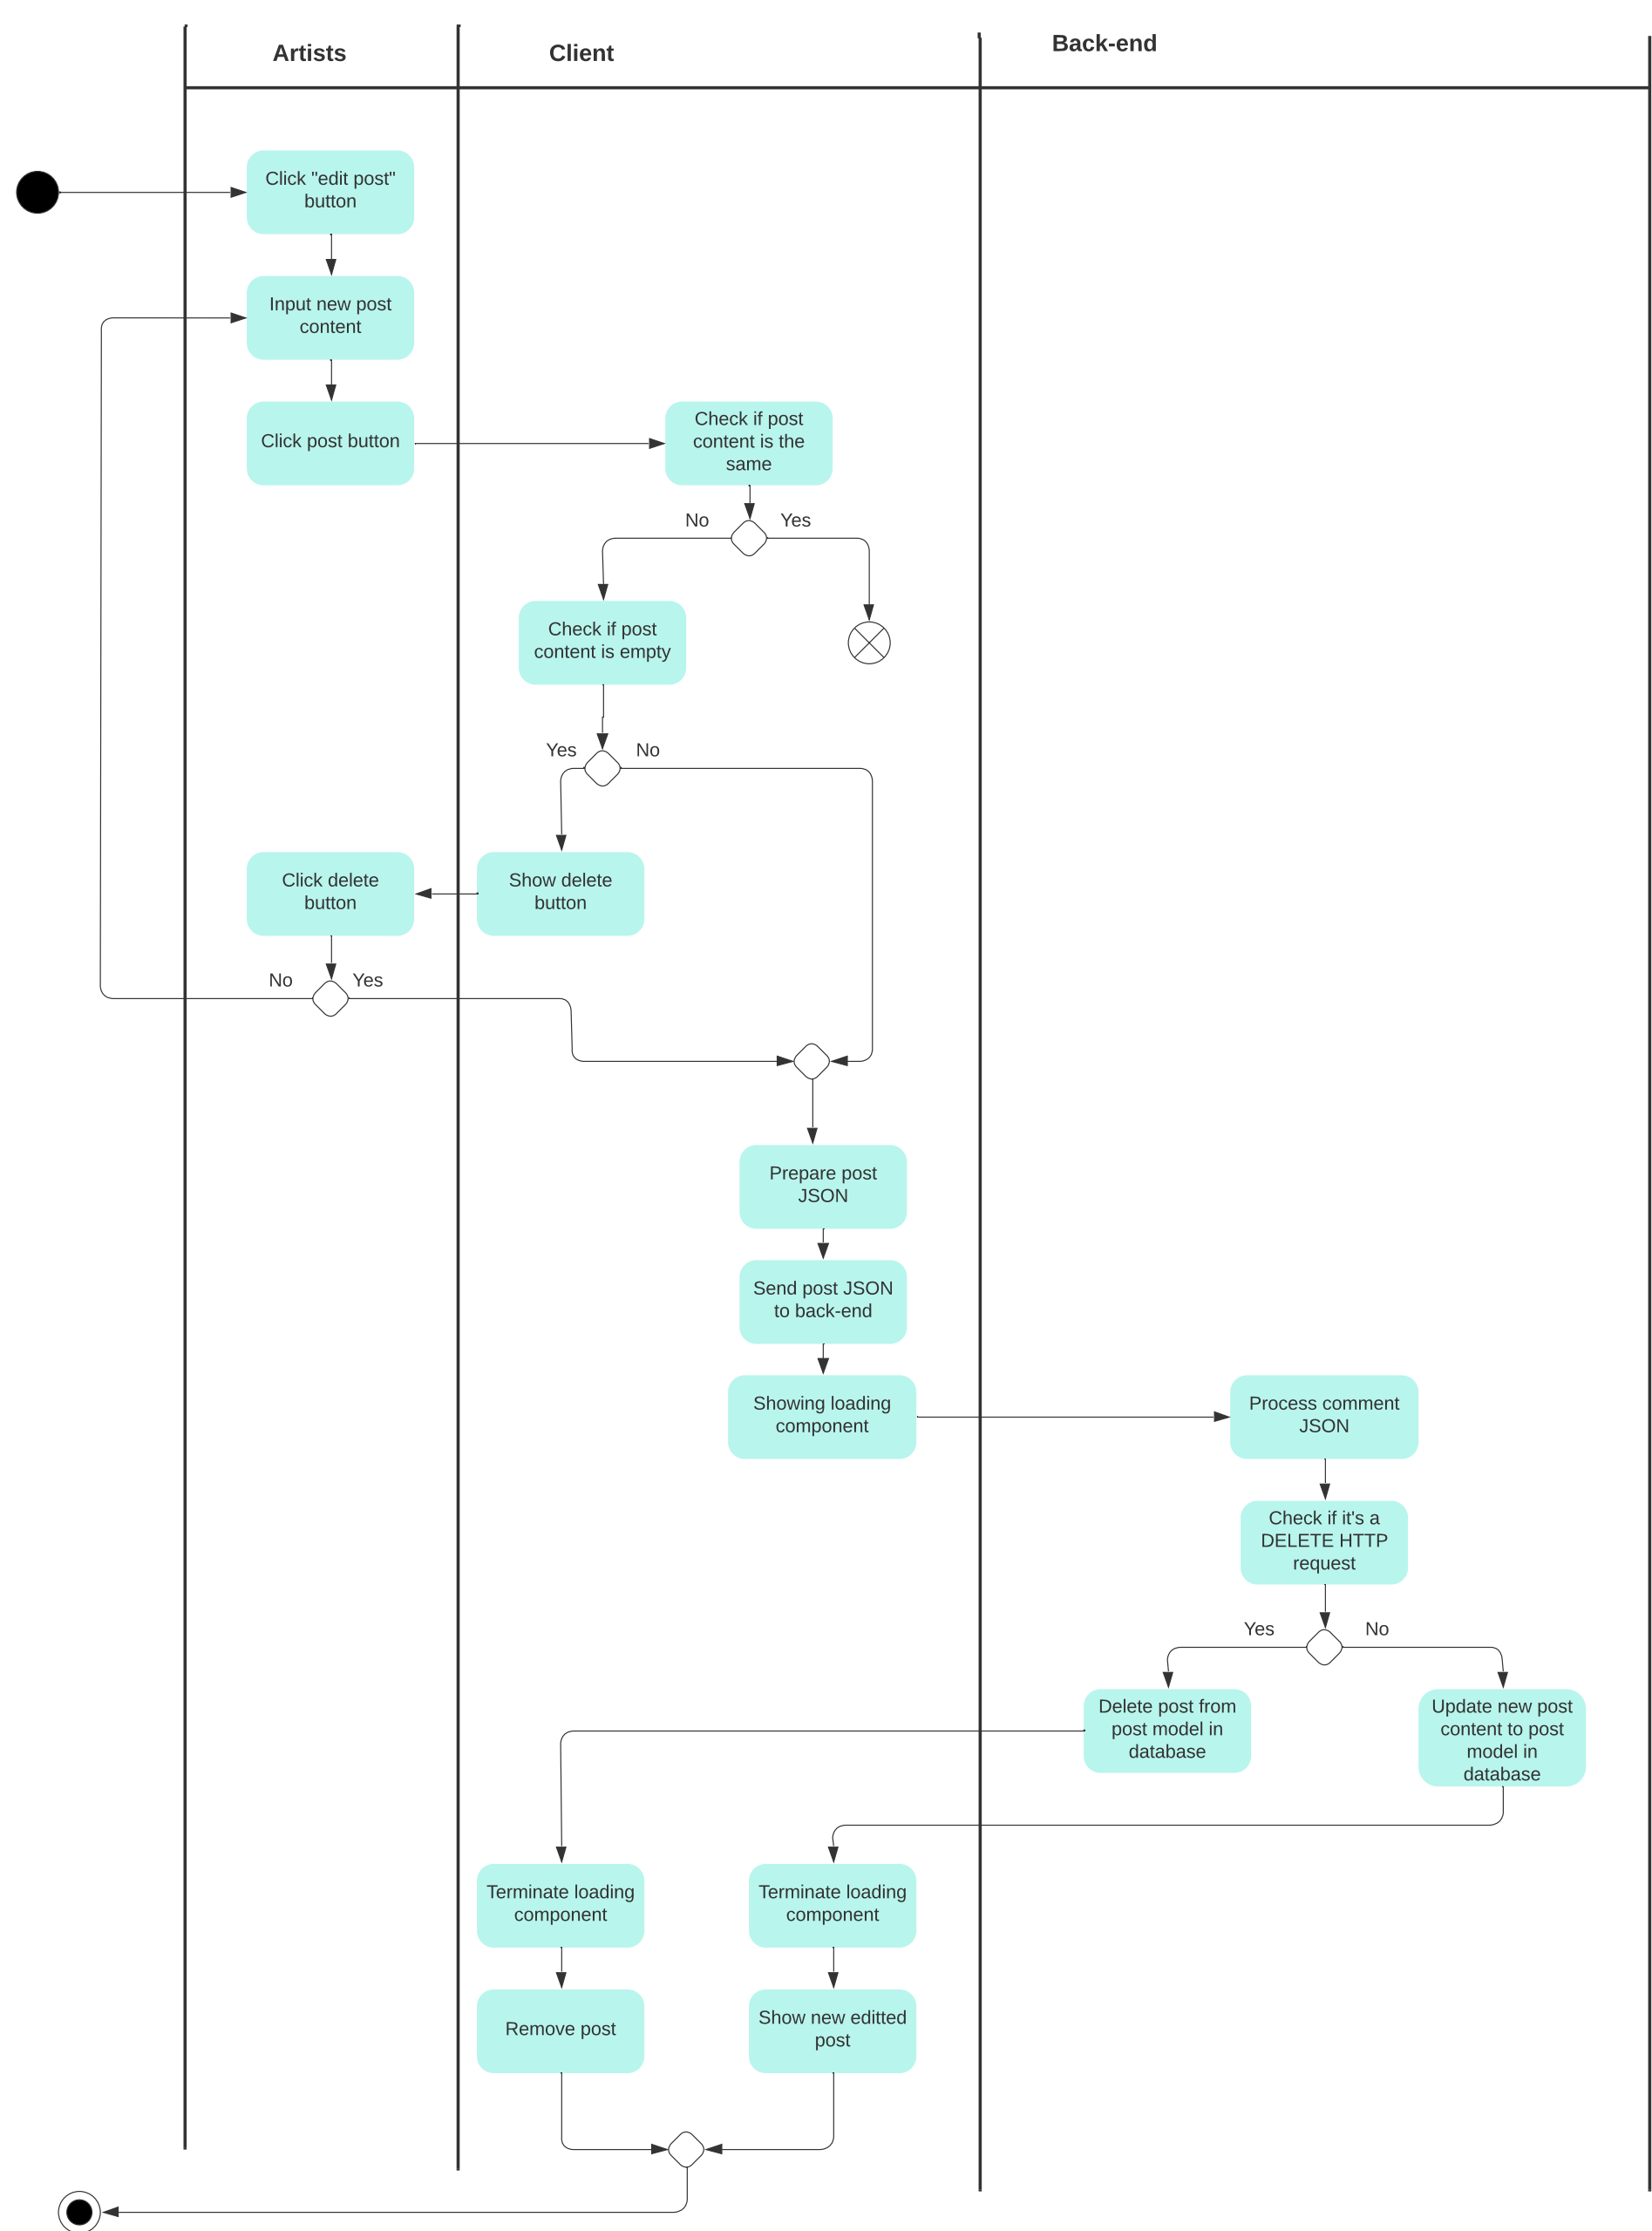 Artists
Client
Back-end
Click "edit post"
button
Input new post
content
Click post button
Check if post
content is the
same
No
Yes
Check if post
content is empty
Yes
No
Click delete
button
Show delete
button
No
Yes
Prepare post
JSON
Send post JSON
to back-end
Showing loading
component
Process comment
JSON
Check if it's a
DELETE HTTP
request
Yes
No
Delete post from
post model in
database
Update new post
content to post
model in
database
Terminate loading
component
Terminate loading
component
Remove post
Show new editted
post